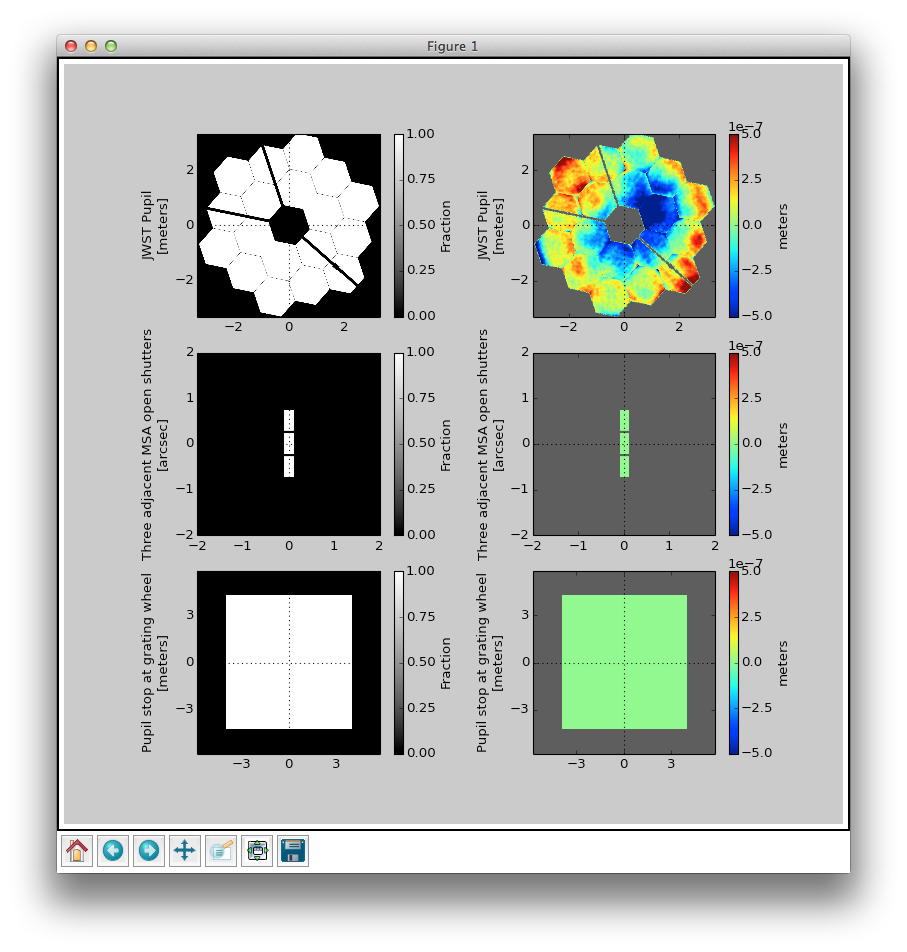 Figure 1
JWST Pupil
[meters]
2
0
−2
−2 0 2
1.00
0.75
0.50
0.25
0.00
Fraction
JWST Pupil
[meters]
2
0
−2
−2 0 2
1e−7
5.0
2.5
0.0
−2.5
−5.0
meters
Three adjacent MSA open shutters
[arcsec]
2
1
0
−1
−2
−2 −1 0 1 2
1.00
0.75
0.50
0.25
0.00
Fraction
Three adjacent MSA open shutters
[arcsec]
2
1
0
−1
−2
−2 −1 0 1 2
1e−7
5.0
2.5
0.0
−2.5
−5.0
meters
Pupil stop at grating wheel
[meters]
3
0
−3
−3 0 3
1.00
0.75
0.50
0.25
0.00
Fraction
Pupil stop at grating wheel
[meters]
3
0
−3
−3 0 3
1e−7
5.0
2.5
0.0
−2.5
−5.0
meters